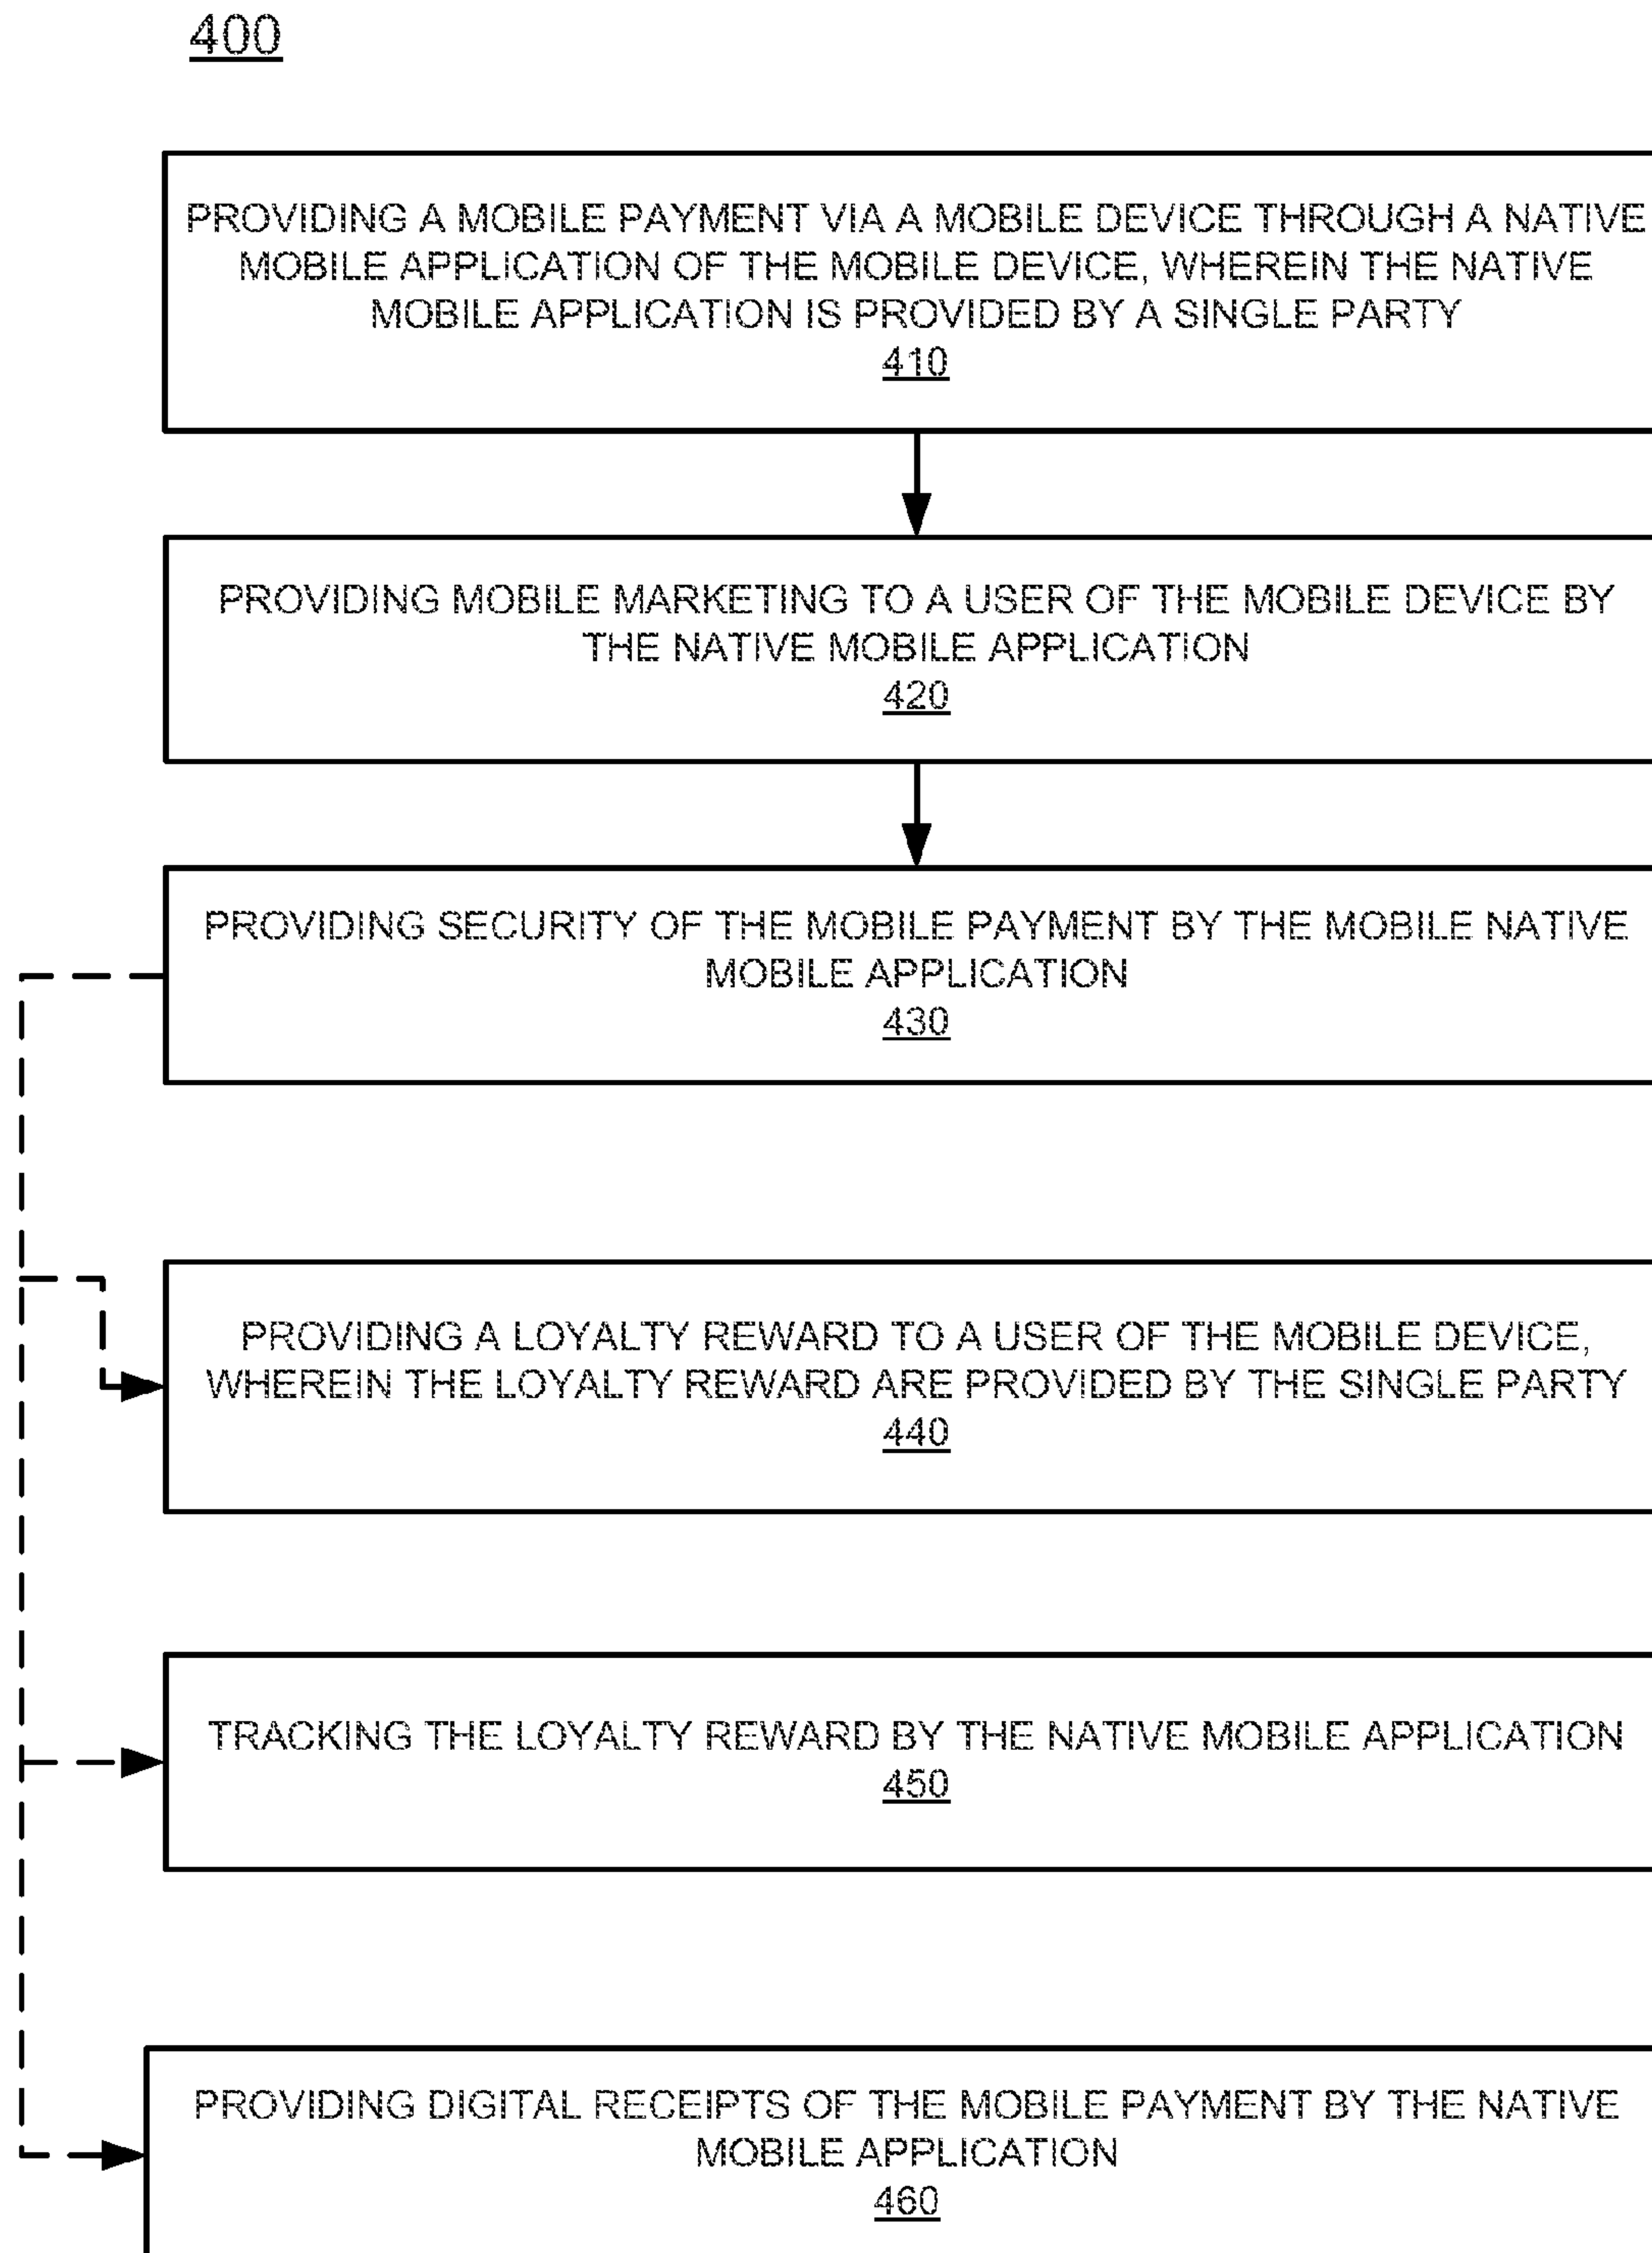 400
PROVIDING A MOBILE PAYMENT VIA A MOBILE DEVICE THROUGH A NATIVE
MOBILE APPLICATION OF THE MOBILE DEVICE, WHEREIN THE NATIVE
MOBILE APPLICATION IS PROVIDED BY A SINGLE PARTY
410
PROVIDING MOBILE MARKETING TO A USER OF THE MOBILE DEVICE BY
THE NATIVE MOBILE APPLICATION
420
PROVIDING SECURITY OF THE MOBILE PAYMENT BY THE MOBILE NATIVE
MOBILE APPLICATION
430
PROVIDING A LOYALTY REWARD TO A USER OF THE MOBILE DEVICE,
WHEREIN THE LOYALTY REWARD ARE PROVIDED BY THE SINGLE PARTY
440
TRACKING THE LOYALTY REWARD BY THE NATIVE MOBILE APPLICATION
450
PROVIDING DIGITAL RECEIPTS OF THE MOBILE PAYMENT BY THE NATIVE
MOBILE APPLICATION
460